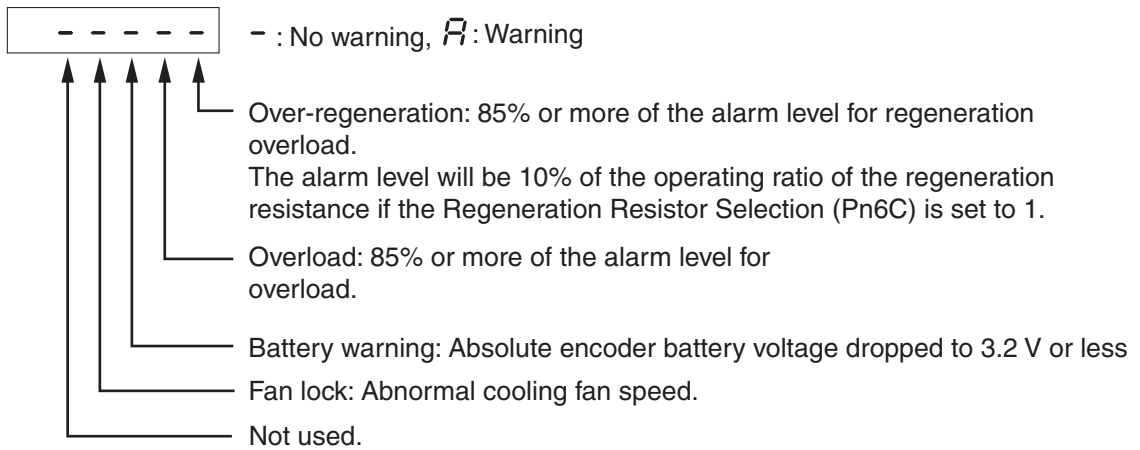 - - - - -
- : No warning, A : Warning
Over-regeneration: 85% or more of the alarm level for regeneration
overload.
The alarm level will be 10% of the operating ratio of the regeneration
resistance if the Regeneration Resistor Selection (Pn6C) is set to 1.
Overload: 85% or more of the alarm level for
overload.
Battery warning: Absolute encoder battery voltage dropped to 3.2 V or less
Fan lock: Abnormal cooling fan speed.
Not used.